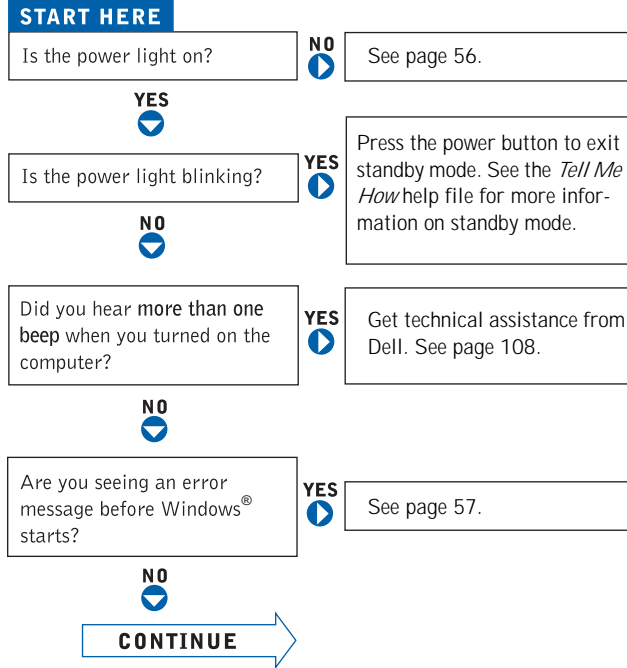 START HERE
Is the power light on?
NO
See page 56.
YES
Is the power light blinking?
YES
Press the power button to exit
standby mode. See the Tell Me
How help file for more infor-
mation on standby mode.
NO
Did you hear more than one
beep when you turned on the
computer?
YES
Get technical assistance from
Dell. See page 108.
NO
Are you seeing an error
message before Windows®
starts?
YES
See page 57.
NO
CONTINUE